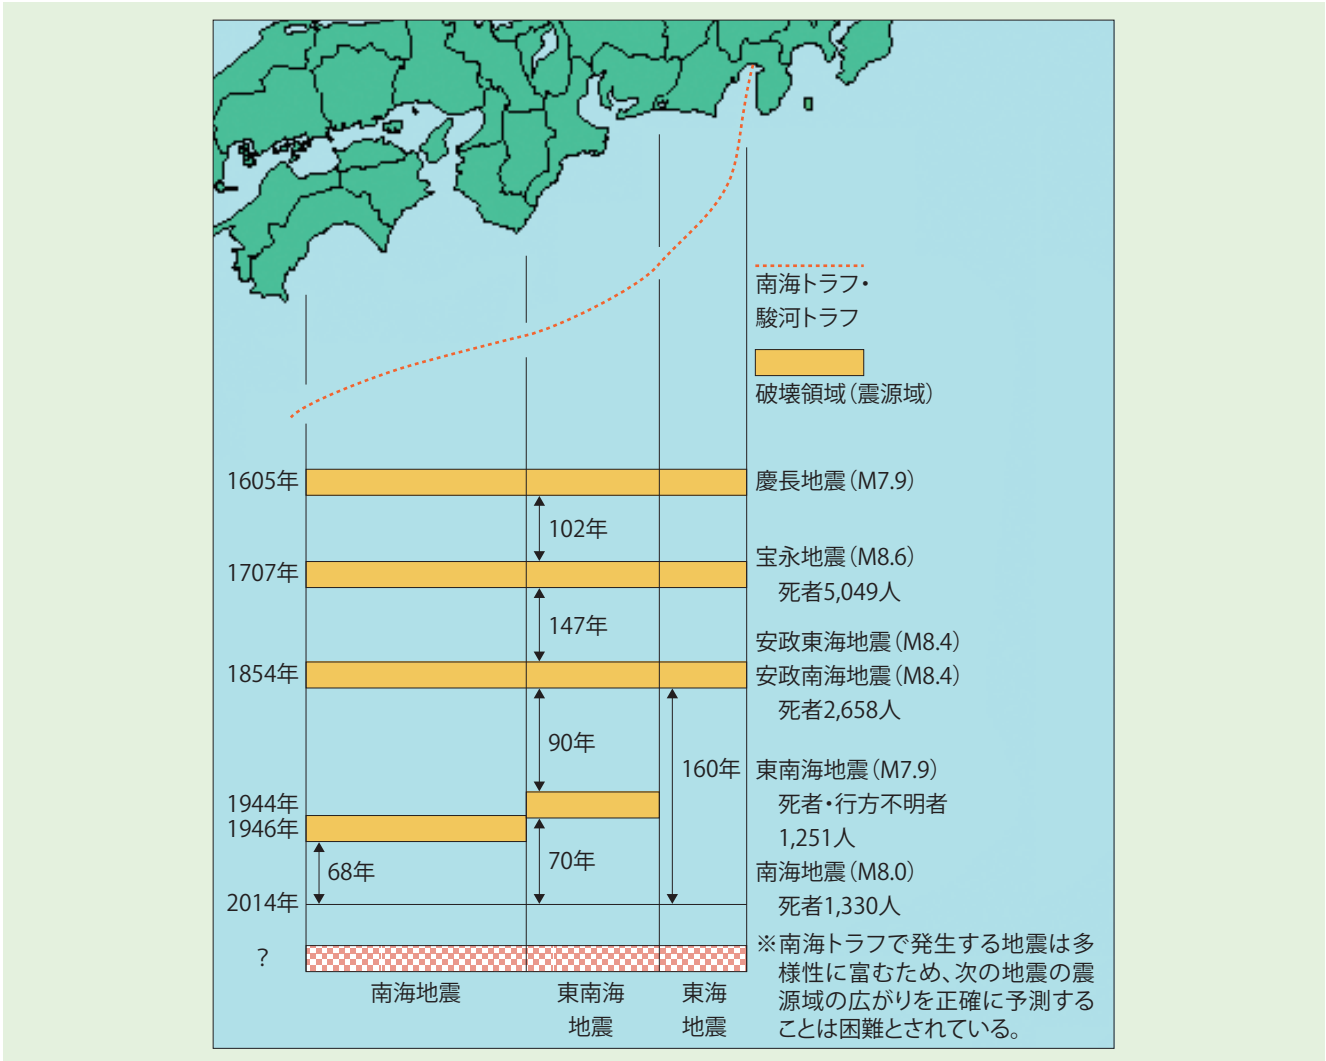 南海トラフ・
駿河トラフ
破壊領域（震源域）
1605年
慶長地震（M7.9）
102年
1707年
宝永地震（M8.6）
死者5,049人
147年
1854年
安政東海地震（M8.4）
安政南海地震（M8.4）
死者2,658人
90年
160年
1944年
1946年
東南海地震（M7.9）
死者・行方不明者
1,251人
68年
70年
南海地震（M8.0）
死者1,330人
2014年
?
※南海トラフで発生する地震は多
様性に富むため、次の地震の震
源域の広がりを正確に予測する
ことは困難とされている。
南海地震
東南海
地震
東海
地震